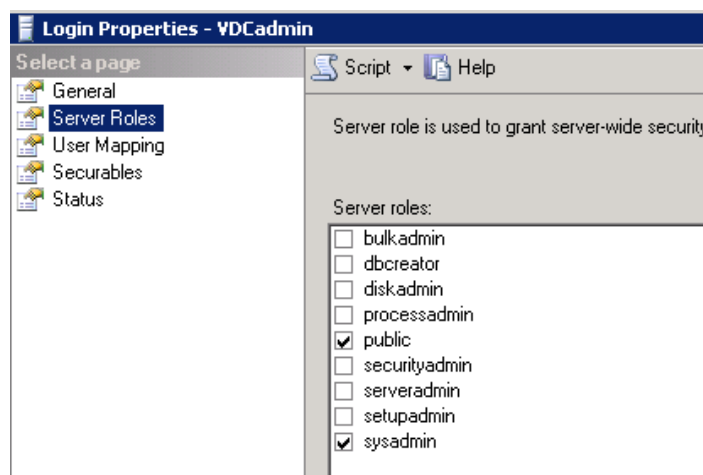 Login Properties - VDCadmin
Select a page
General
Server Roles
User Mapping
Securables
Status
Script
Help
Server role is used to grant server-wide security
Server roles:
bulkadmin
dbcreator
diskadmin
processadmin
public
securityadmin
serveradmin
setupadmin
sysadmin